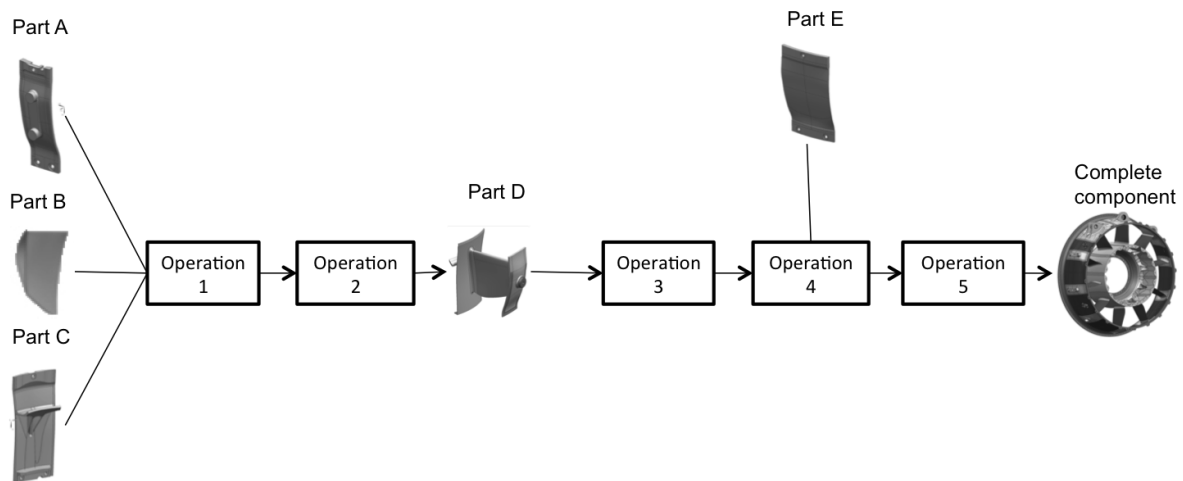 Part A
Part E
Part B
Part D
Complete
component
Operation
1
Operation
2
Operation
3
Operation
4
Operation
5
Part C